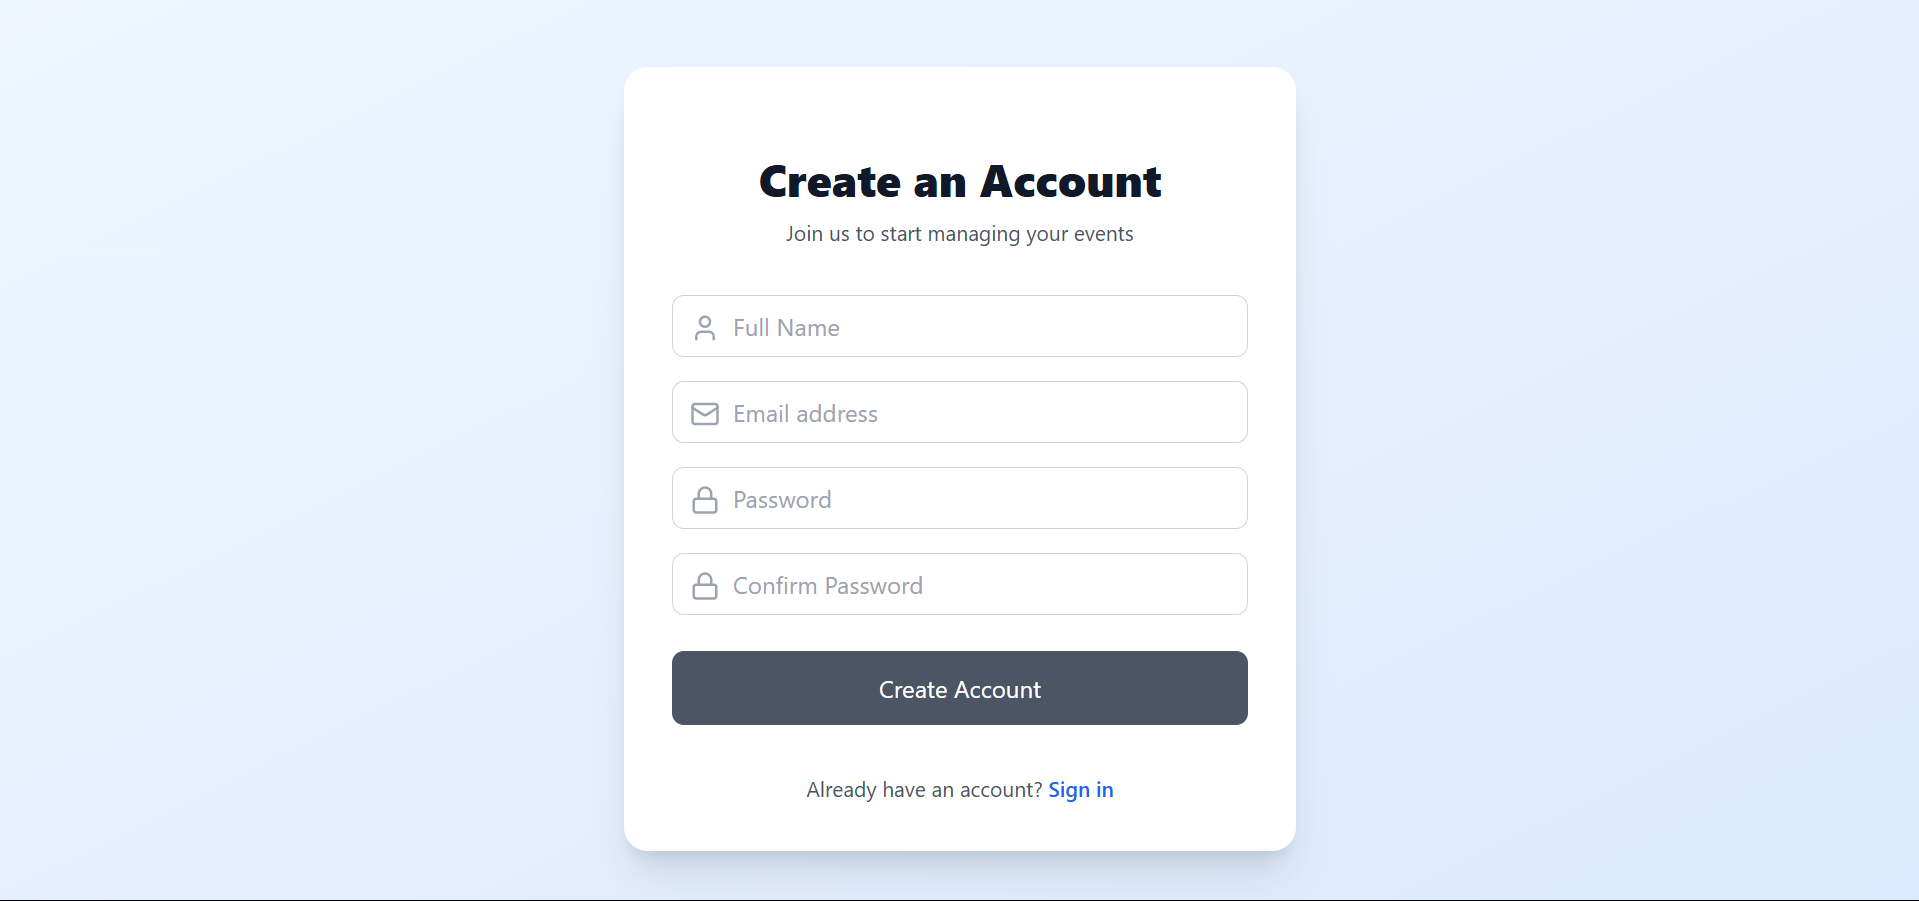 Create an Account
Join us to start managing your events
Full Name
Email address
Password
Confirm Password
Create Account
Already have an account? Sign in